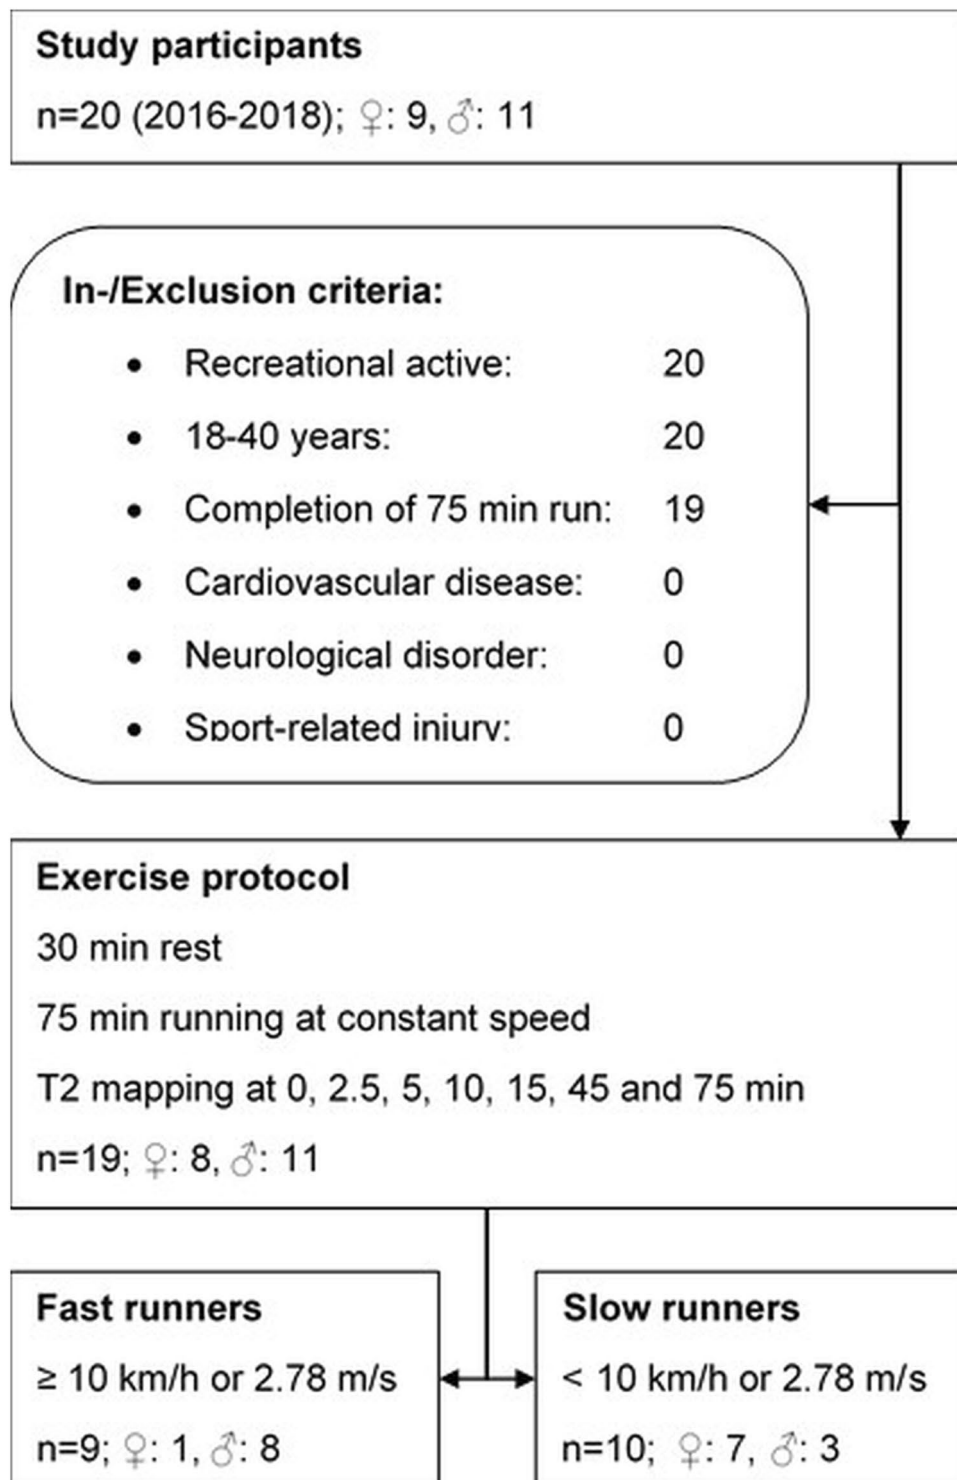 Study participants
n=20 (2016-2018); ♀: 9, ♂: 11
In-/Exclusion criteria:
• Recreational active: 20
• 18-40 years: 20
• Completion of 75 min run: 19
• Cardiovascular disease: 0
• Neurological disorder: 0
• Sport-related injury: 0
Exercise protocol
30 min rest
75 min running at constant speed
T2 mapping at 0, 2.5, 5, 10, 15, 45 and 75 min
n=19; ♀: 8, ♂: 11
Fast runners
≥ 10 km/h or 2.78 m/s
n=9; ♀: 1, ♂: 8
Slow runners
< 10 km/h or 2.78 m/s
n=10; ♀: 7, ♂: 3